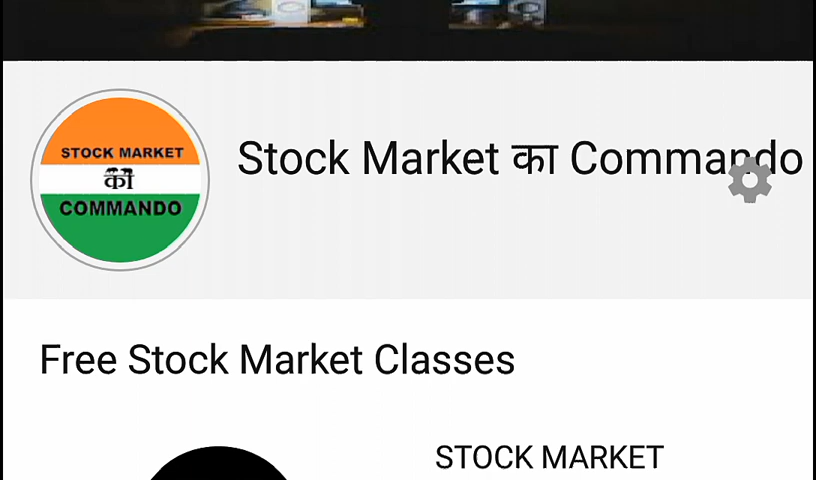 Stock Market का Commando
STOCK MARKET
का
COMMANDO
Free Stock Market Classes
STOCK MARKET